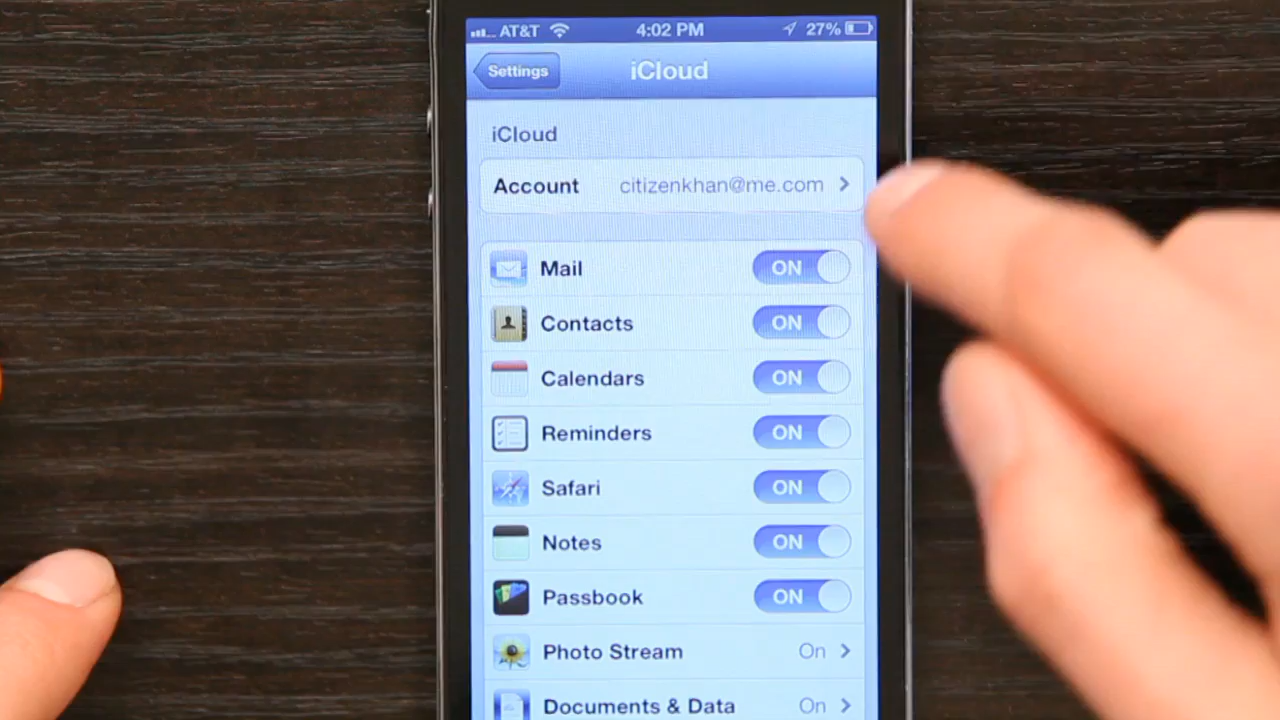 AT&T 4:02 PM 27%
Settings iCloud
iCloud
Account citizenkhan@me.com
Mail ON
Contacts ON
Calendars ON
Reminders ON
Safari ON
Notes ON
Passbook ON
Photo Stream On
Documents & Data On